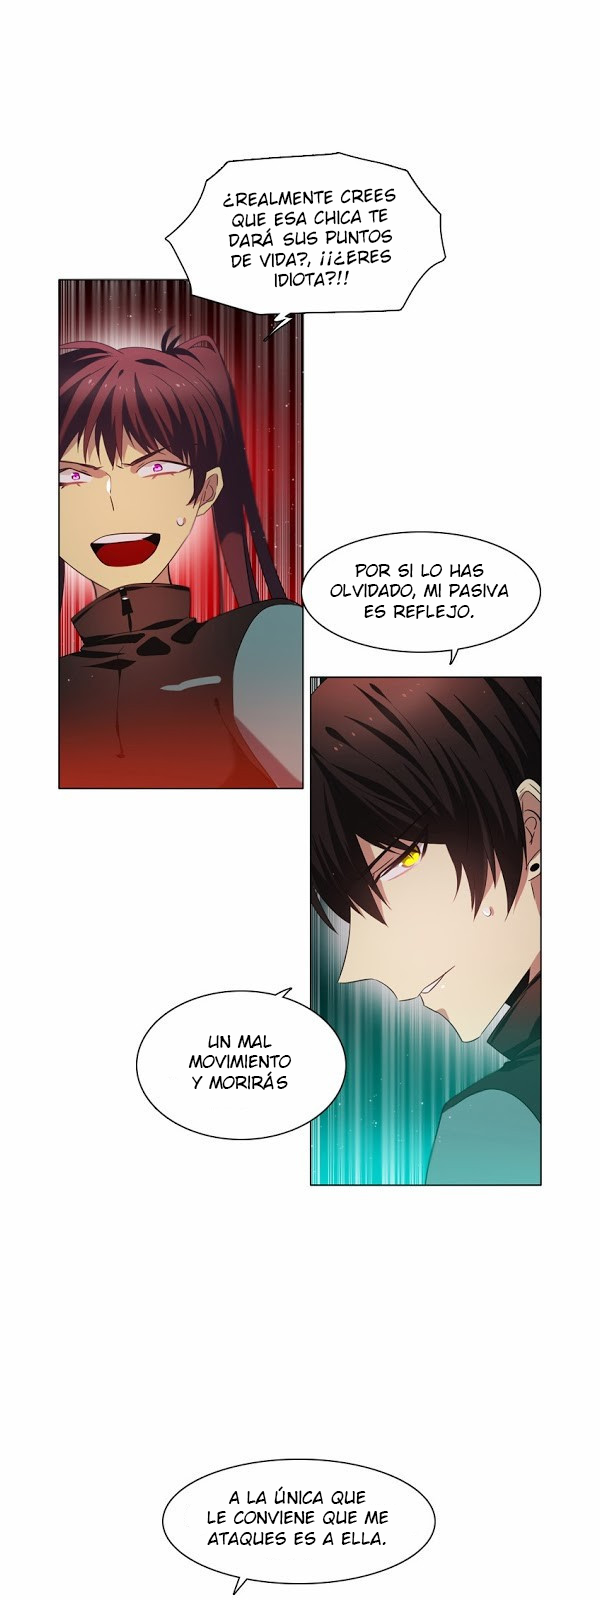 ¿REALMENTE CREES
QUE ESA CHICA TE
DARÁ SUS PUNTOS
DE VIDA?, ¡¡¿ERES
IDIOTA?!!
POR SI LO HAS
OLVIDADO, MI PASIVA
ES REFLEJO.
UN MAL
MOVIMIENTO
Y MORIRÁS
A LA ÚNICA QUE
LE CONVIENE QUE ME
ATAQUES ES A ELLA.